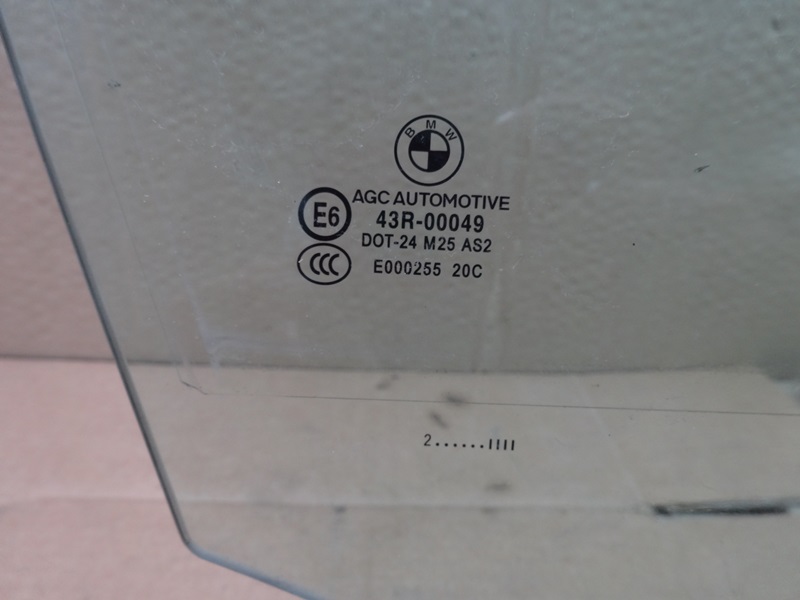 BMW
AGC AUTOMOTIVE
E6
43R-00049
DOT-24 M25 AS2
CCC
E000255 20C
2......IIII